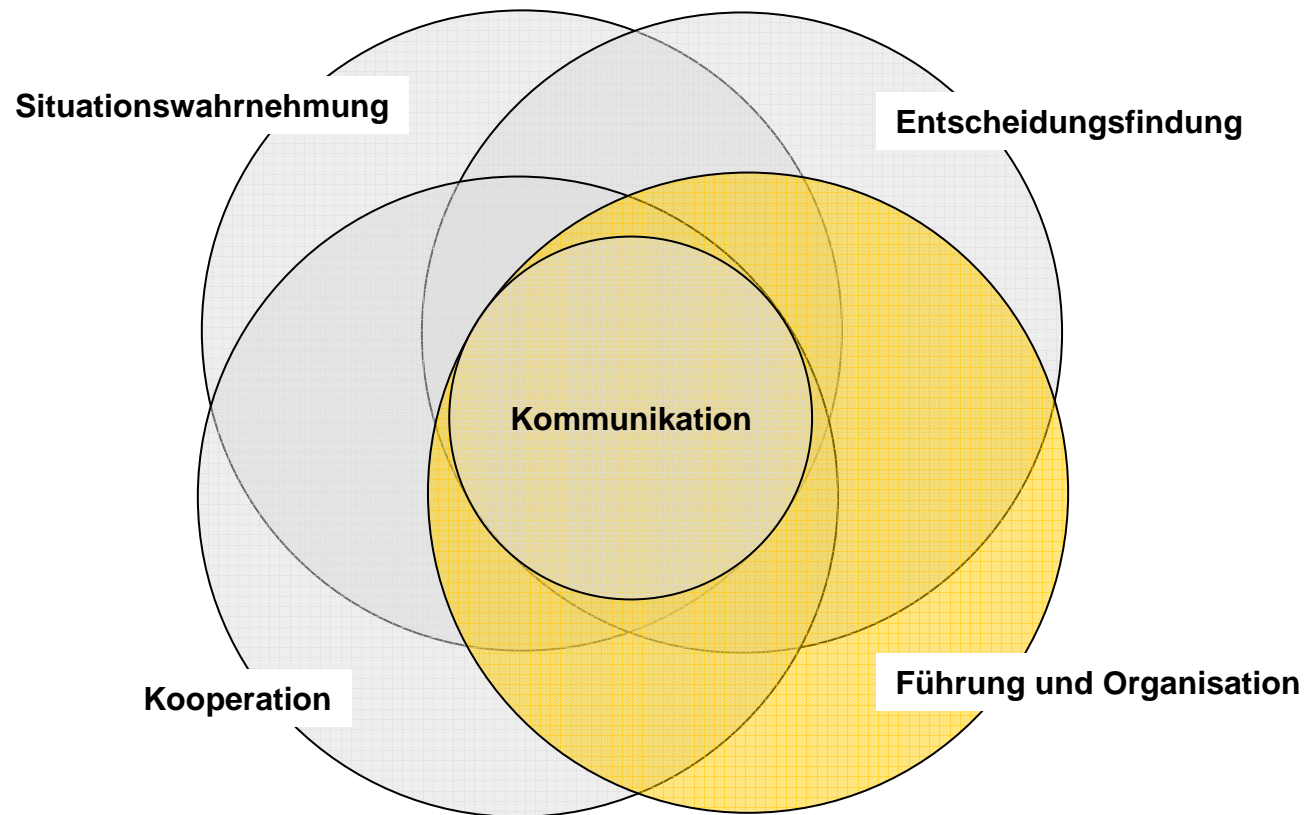 Situationswahrnehmung
Entscheidungsfindung
Kommunikation
Kooperation
Führung und Organisation